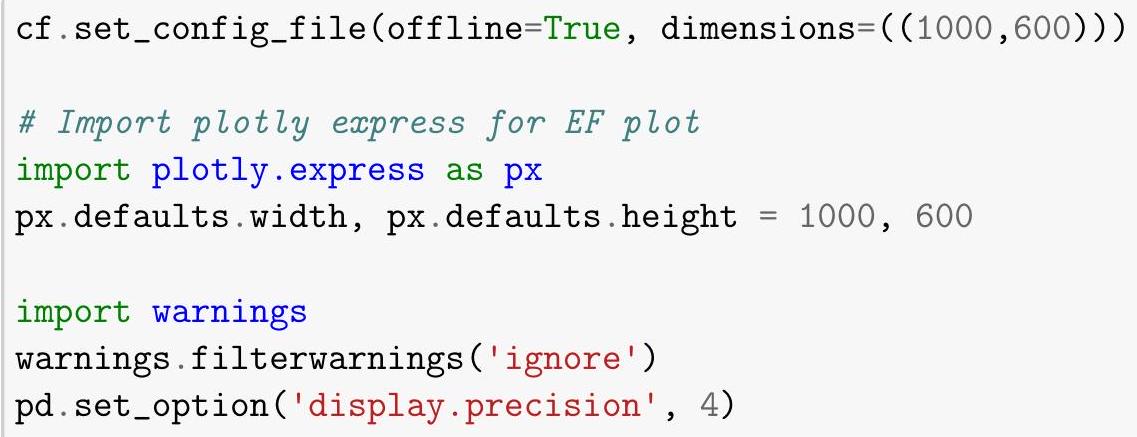 cf.set_config_file(offline=True, dimensions=((1000,600)))
# Import plotly express for EF plot
import plotly.express as px
px.defaults.width, px.defaults.height = 1000, 600
import warnings
warnings.filterwarnings('ignore')
pd.set_option('display.precision', 4)